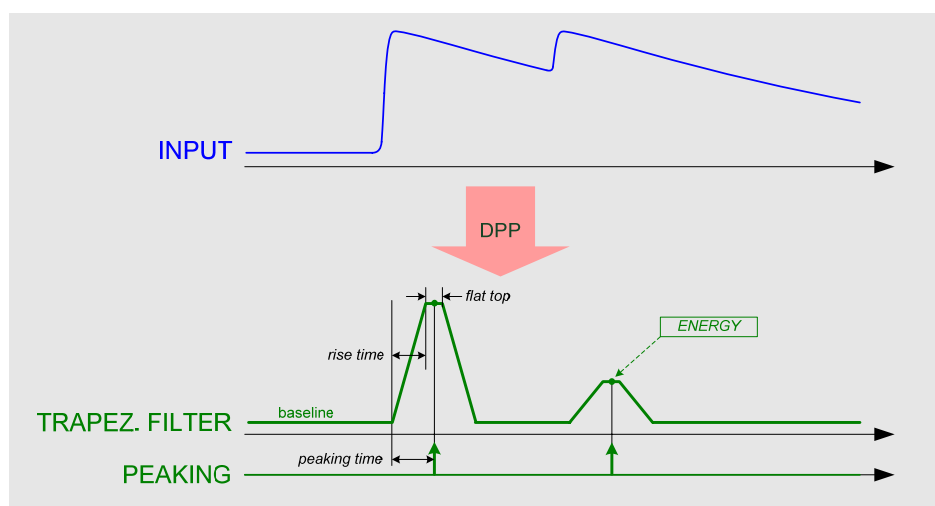 INPUT
DPP
flat top
ENERGY
rise time
baseline
TRAPEZ. FILTER
peaking time
PEAKING